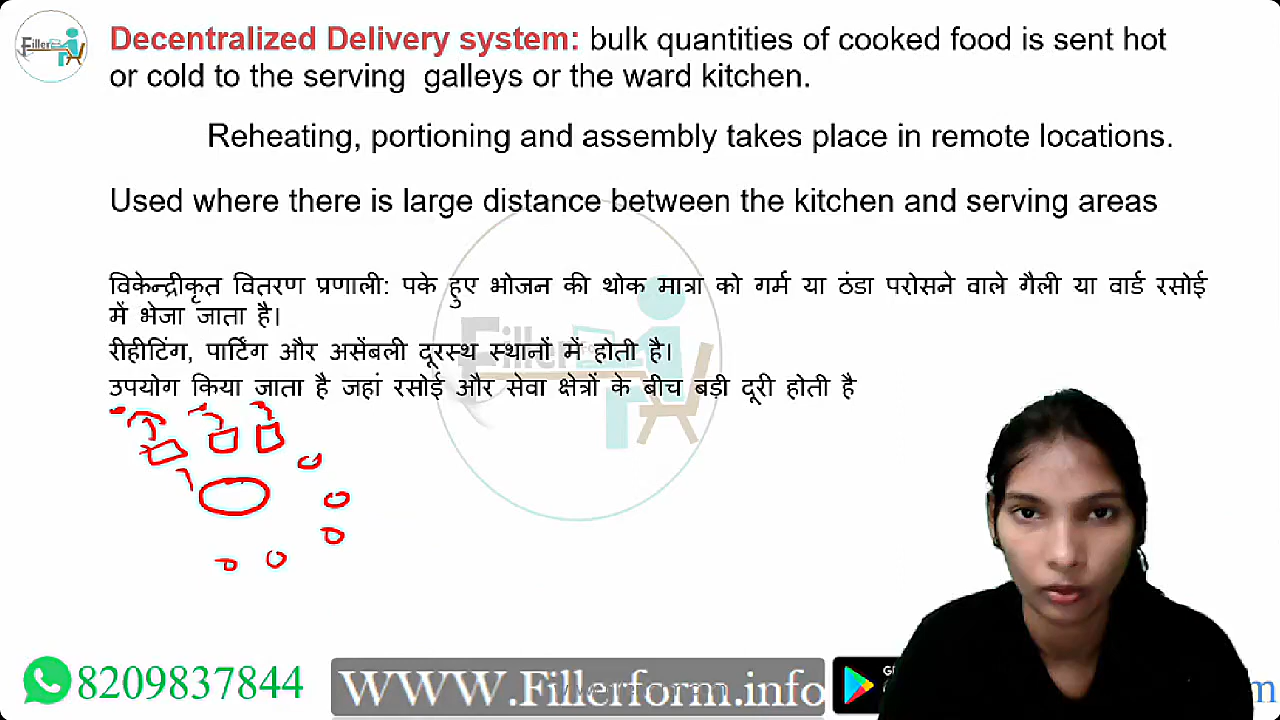 Filler
Decentralized Delivery system: bulk quantities of cooked food is sent hot
or cold to the serving galleys or the ward kitchen.
Reheating, portioning and assembly takes place in remote locations.
Used where there is large distance between the kitchen and serving areas
विकेन्द्रीकृत वितरण प्रणाली: पके हुए भोजन की थोक मात्रा को गर्म या ठंडा परोसने वाले गैली या वार्ड रसोई
में भेजा जाता है।
रीहीटिंग, पार्टिंग और असेंबली दूरस्थ स्थानों में होती है।
उपयोग किया जाता है जहां रसोई और सेवा क्षेत्रों के बीच बड़ी दूरी होती है
Filler
8209837844
WWW.Fillerform.info